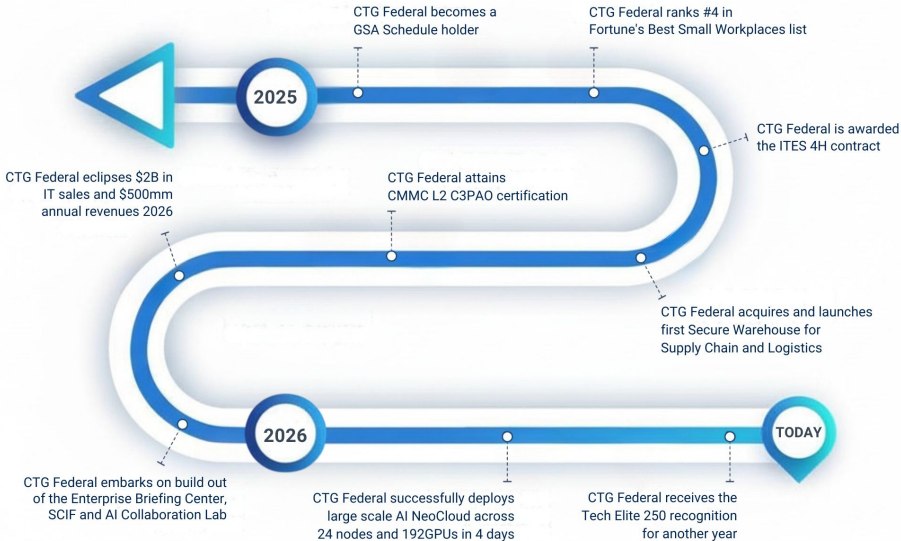 2025
CTG Federal becomes a
GSA Schedule holder
CTG Federal ranks #4 in
Fortune's Best Small Workplaces list
CTG Federal is awarded
the ITES 4H contract
CTG Federal acquires and launches
first Secure Warehouse for
Supply Chain and Logistics
CTG Federal attains
CMMC L2 C3PAO certification
CTG Federal eclipses $2B in
IT sales and $500mm
annual revenues 2026
CTG Federal embarks on build out
of the Enterprise Briefing Center,
SCIF and AI Collaboration Lab
2026
CTG Federal successfully deploys
large scale AI NeoCloud across
24 nodes and 192GPUs in 4 days
CTG Federal receives the
Tech Elite 250 recognition
for another year
TODAY